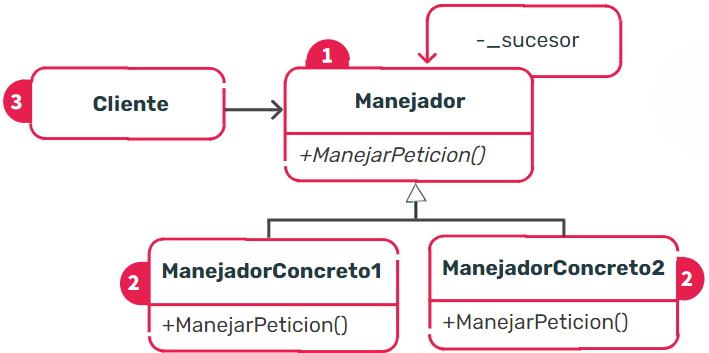 -_sucesor
1
3
Cliente
Manejador
+ManejarPeticion()
2
ManejadorConcreto1
+ManejarPeticion()
ManejadorConcreto2
2
+ManejarPeticion()